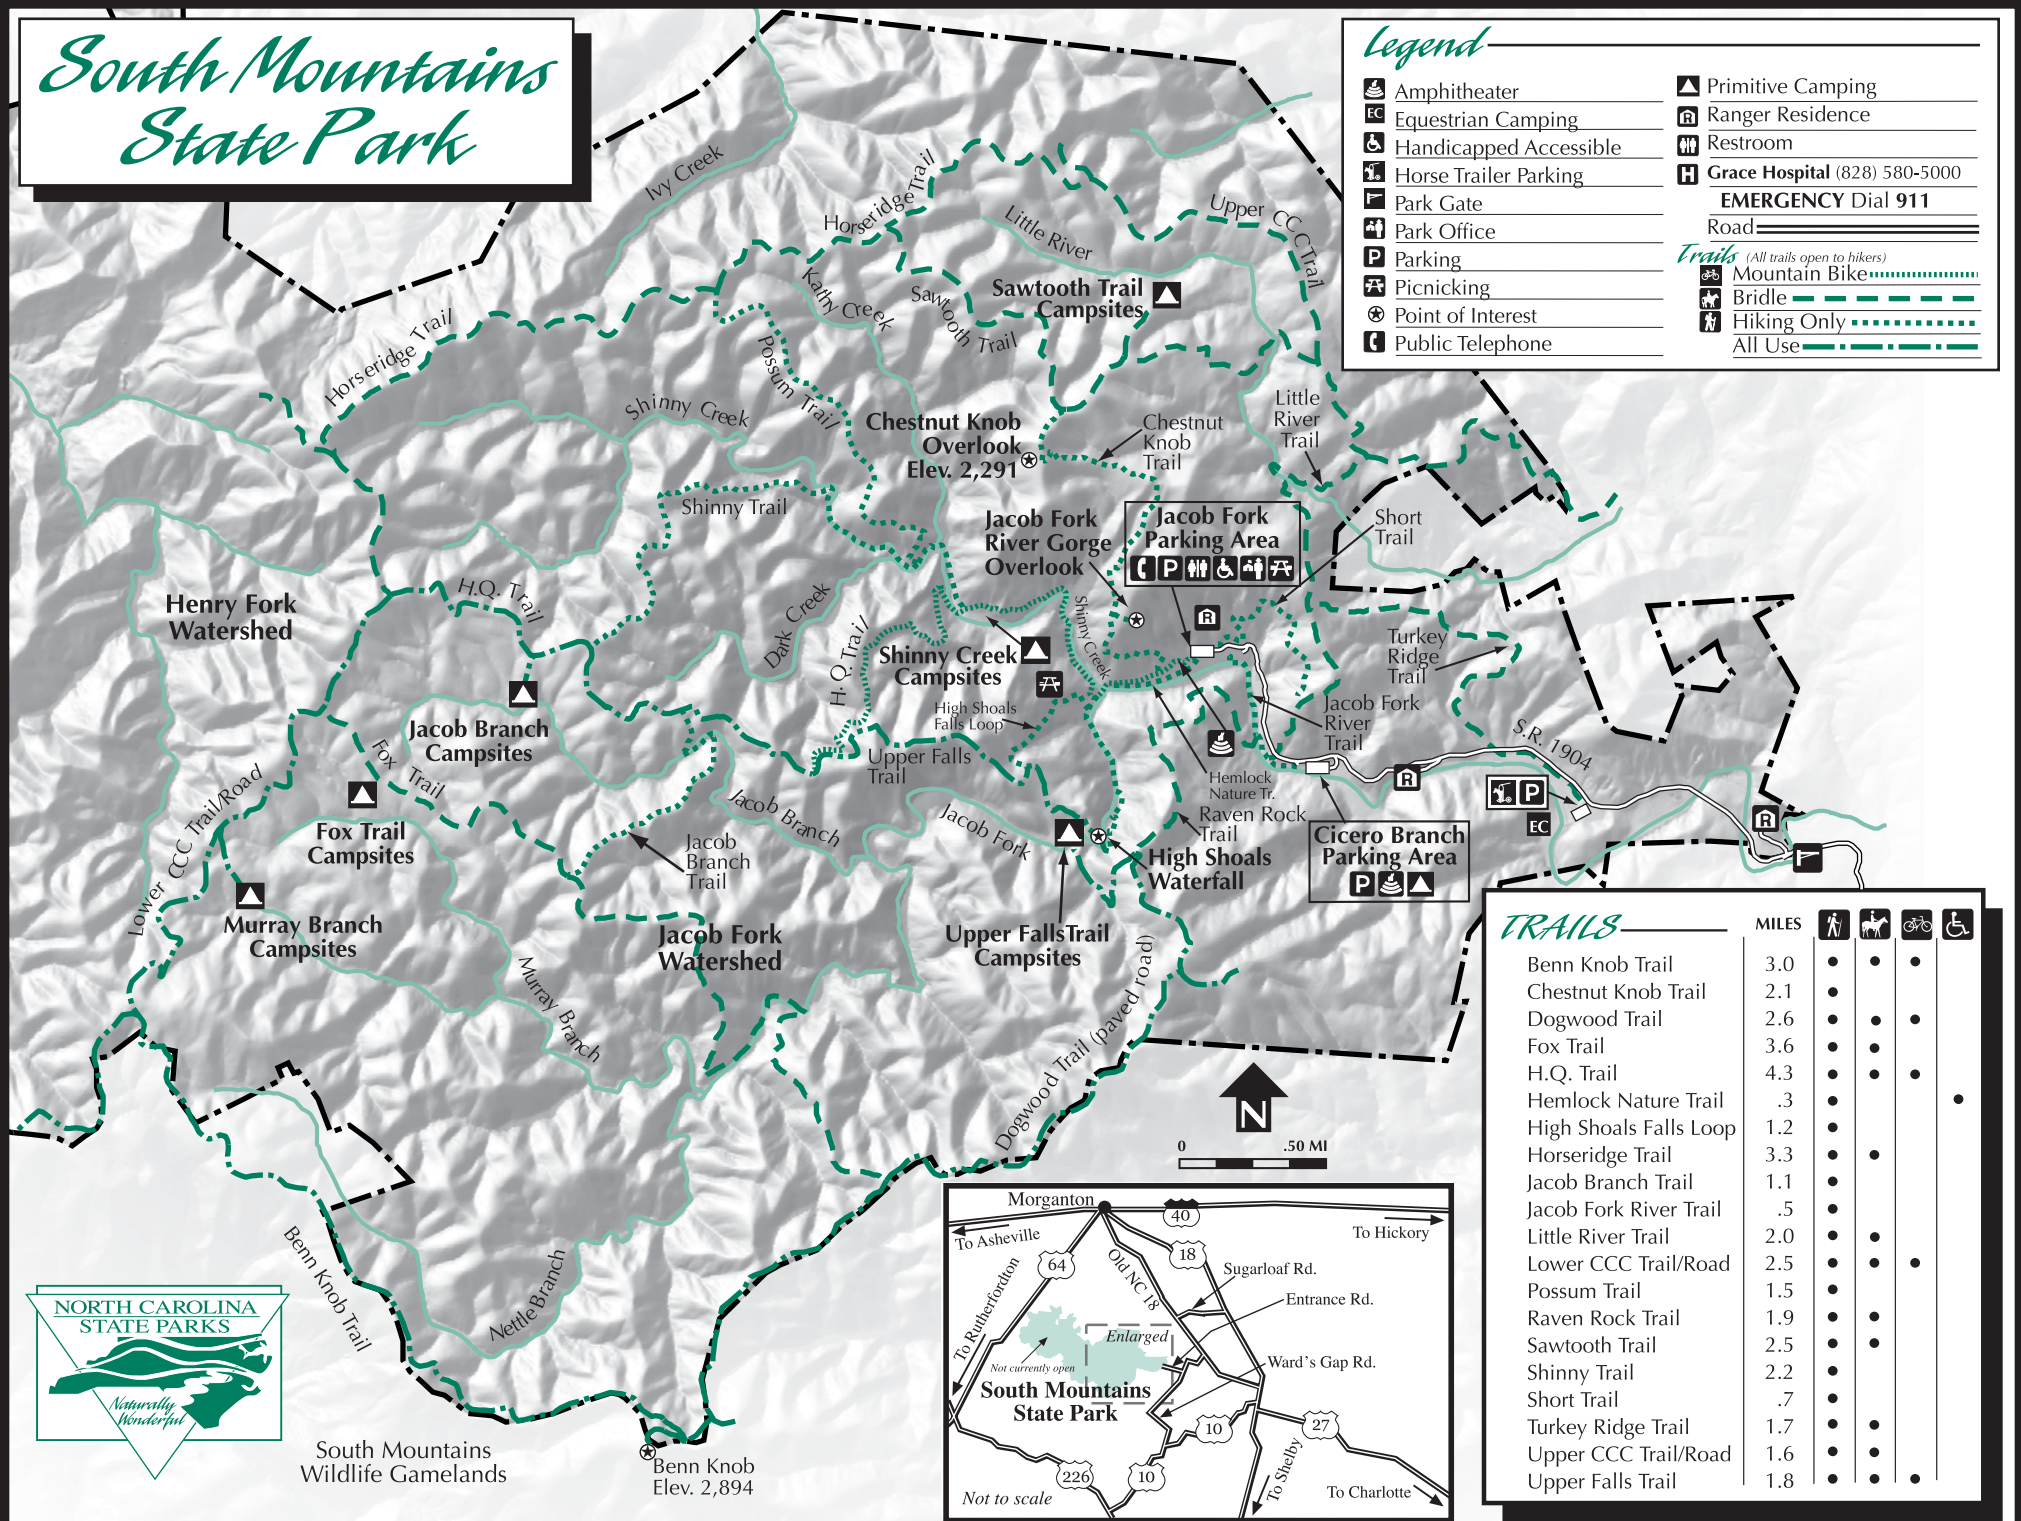 South Mountains
State Park
Legend
Amphitheater
EC Equestrian Camping
Handicapped Accessible
Horse Trailer Parking
Park Gate
Park Office
P Parking
Picnicking
Point of Interest
Public Telephone
Primitive Camping
R Ranger Residence
Restroom
H Grace Hospital (828) 580-5000
EMERGENCY Dial 911
Road
Trails (All trails open to hikers)
Mountain Bike
Bridle
Hiking Only
All Use
Ivy Creek
Horseridge Trail
Little River
Upper CCC Trail
Kathy Creek
Sawtooth Trail
Sawtooth Trail
Campsites
Horseridge Trail
Possum Trail
Shinny Creek
Chestnut Knob
Overlook
Elev. 2,291
Chestnut
Knob
Trail
Little
River
Trail
Shinny Trail
Jacob Fork
River Gorge
Overlook
Jacob Fork
Parking Area
P
Short
Trail
H.Q. Trail
Henry Fork
Watershed
Dark Creek
H.Q. Trail
Shinny Creek
R
Shinny Creek
Campsites
Turkey
Ridge
Trail
High Shoals
Falls Loop
Jacob Fork
River
Trail
S.R. 1904
Jacob Branch
Campsites
Fox Trail
Upper Falls
Trail
Hemlock
Nature Tr.
R
P
EC
R
Lower CCC Trail/Road
Fox Trail
Campsites
Jacob Branch
Jacob Fork
Raven Rock
Trail
Jacob
Branch
Trail
High Shoals
Waterfall
Cicero Branch
Parking Area
P
Murray Branch
Campsites
Jacob Fork
Watershed
Upper FallsTrail
Campsites
Murray Branch
Dogwood Trail (paved road)
N
0 .50 MI
Benn Knob Trail
Nettle Branch
South Mountains
Wildlife Gamelands
Benn Knob
Elev. 2,894
NORTH CAROLINA
STATE PARKS
Naturally
Wonderful
Morganton
40
To Asheville
To Hickory
64
Old NC 18
18
Sugarloaf Rd.
Entrance Rd.
To Rutherfordton
Enlarged
Not currently open
Ward's Gap Rd.
South Mountains
State Park
10
27
226
10
To Shelby
To Charlotte
Not to scale
TRAILS MILES
Benn Knob Trail 3.0
Chestnut Knob Trail 2.1
Dogwood Trail 2.6
Fox Trail 3.6
H.Q. Trail 4.3
Hemlock Nature Trail .3
High Shoals Falls Loop 1.2
Horseridge Trail 3.3
Jacob Branch Trail 1.1
Jacob Fork River Trail .5
Little River Trail 2.0
Lower CCC Trail/Road 2.5
Possum Trail 1.5
Raven Rock Trail 1.9
Sawtooth Trail 2.5
Shinny Trail 2.2
Short Trail .7
Turkey Ridge Trail 1.7
Upper CCC Trail/Road 1.6
Upper Falls Trail 1.8